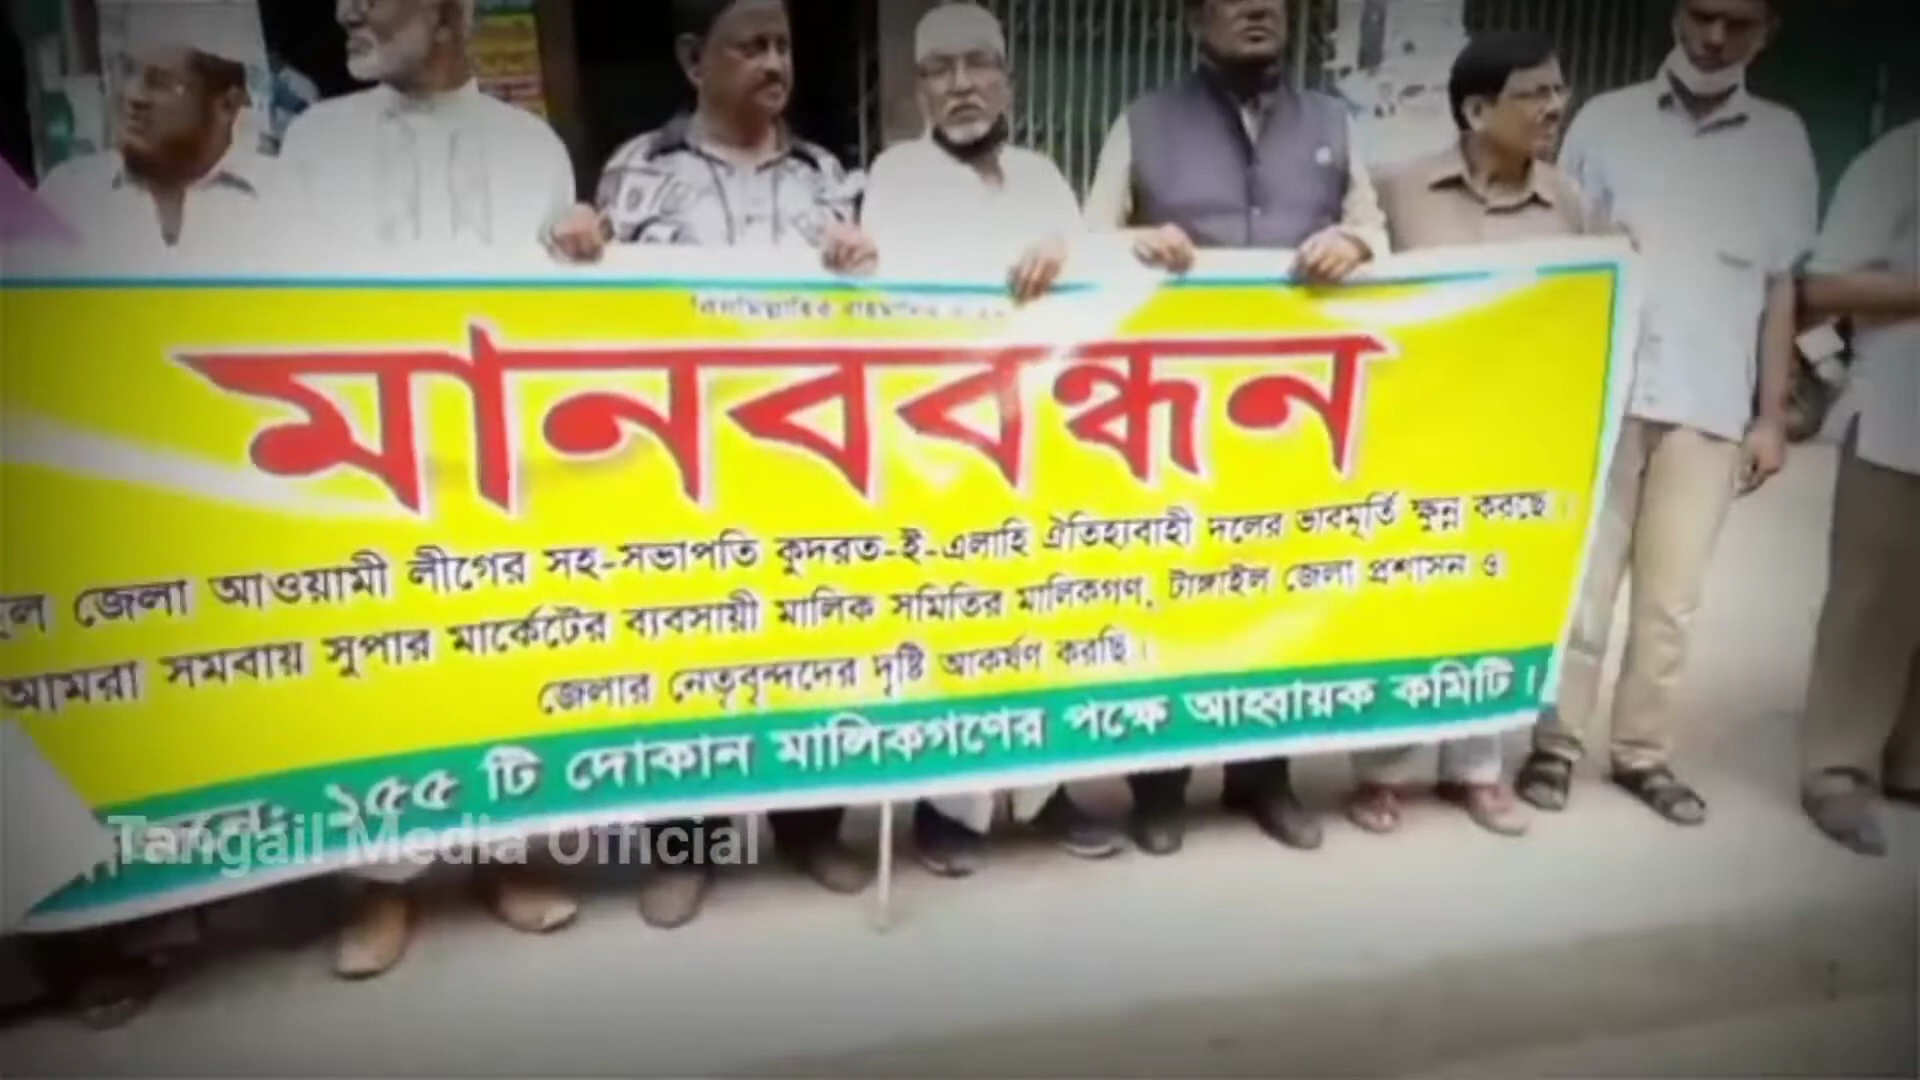 মানববন্ধন
জেলা আওয়ামী লীগের সহ-সভাপতি কুদরত-ই-এলাহি ঐতিহ্যবাহী দলের ভাবমূর্তি ক্ষুন্ন করছে।
আমরা সমবায় সুপার মার্কেটের ব্যবসায়ী মালিক সমিতির মালিকগণ, টাঙ্গাইল জেলা প্রশাসন ও
জেলার নেতৃবৃন্দদের দৃষ্টি আকর্ষণ করছি।
১৫৫ টি দোকান মালিকগণের পক্ষে আহ্বায়ক কমিটি।
Tangail Media Official